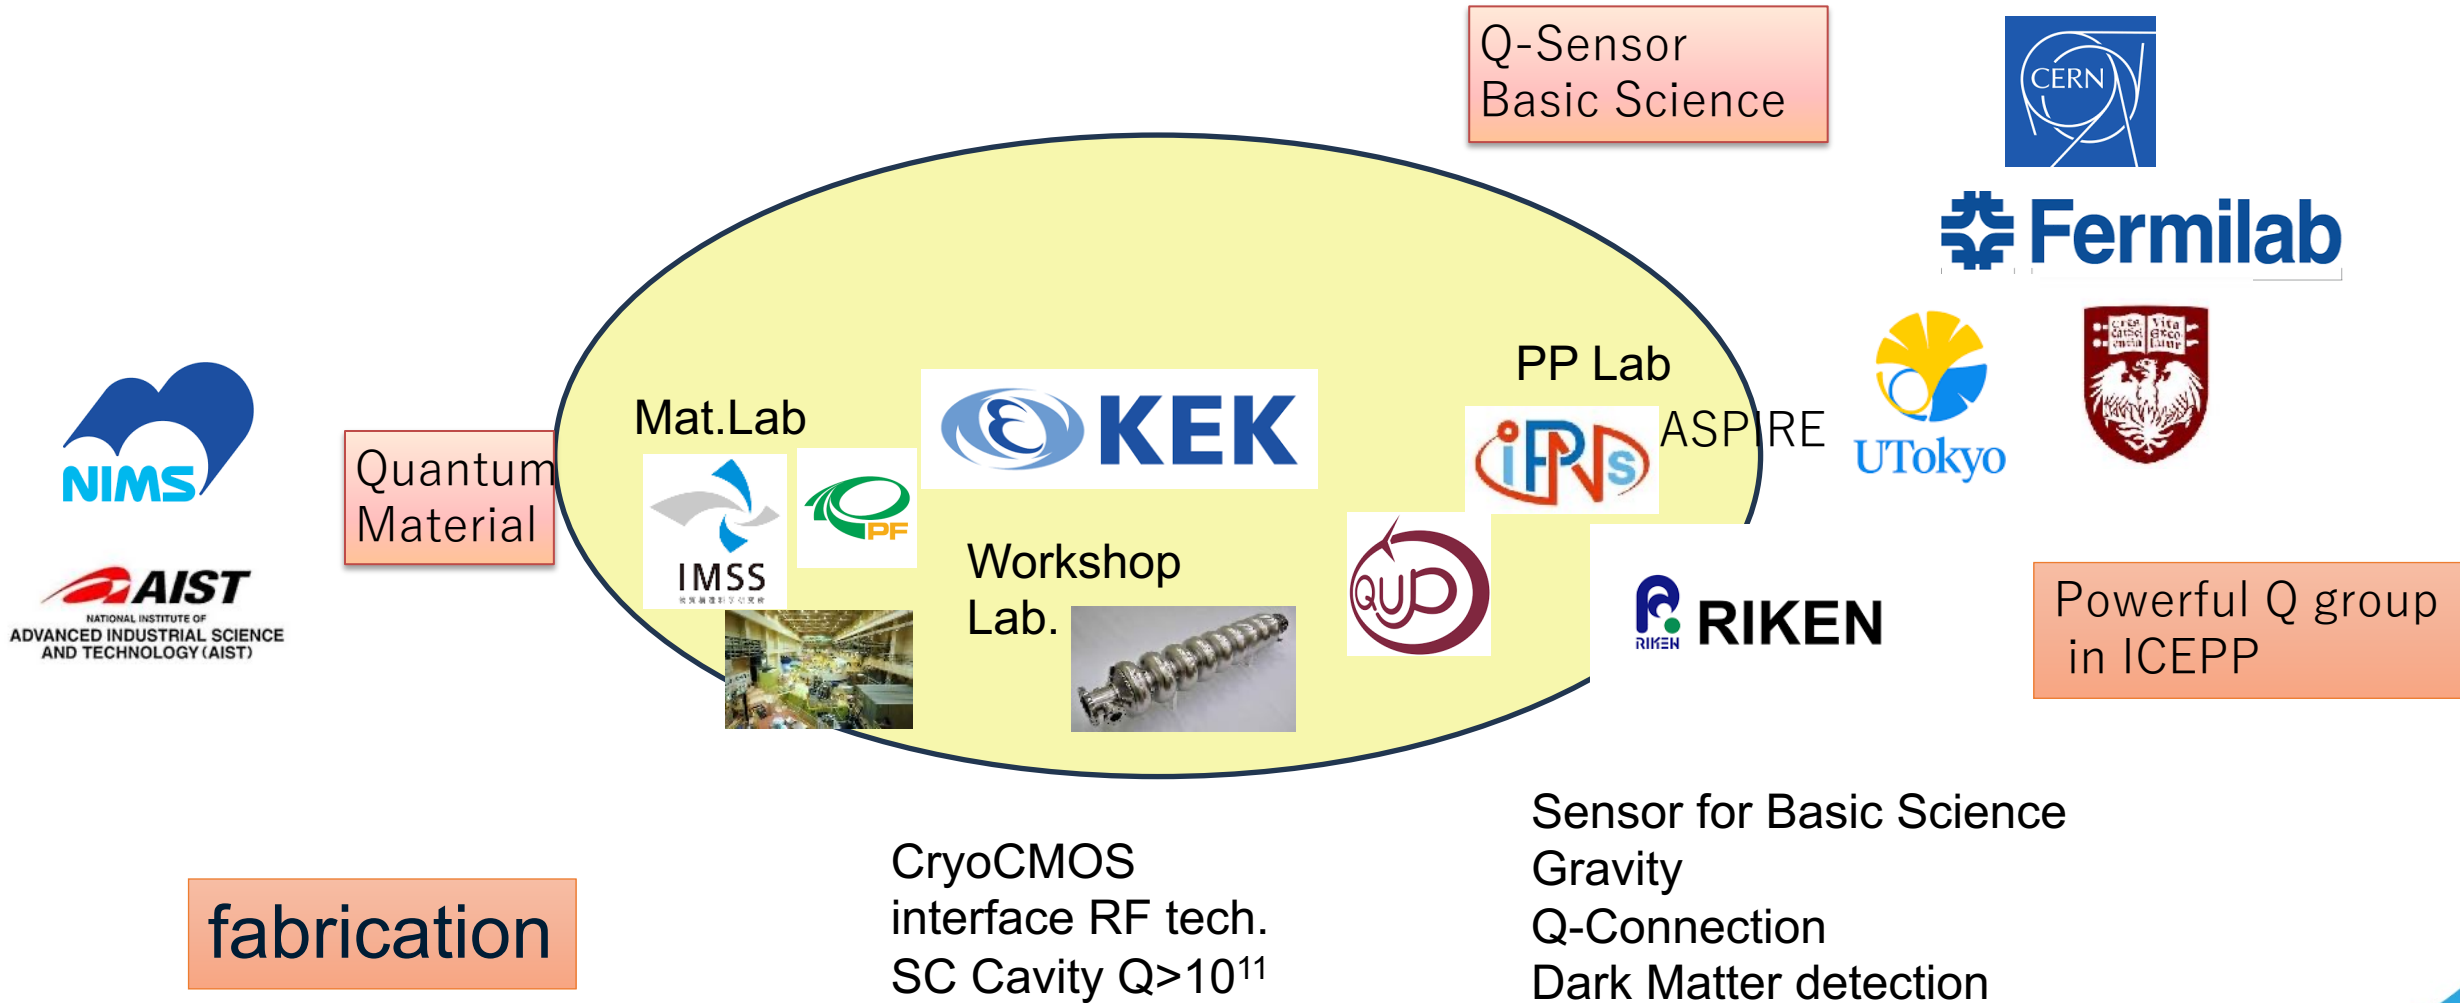 Q-Sensor
Basic Science
CERN
Fermilab
PP Lab
ASPIRE
iPNS
UTokyo
Mat.Lab
KEK
NIMS
Quantum
Material
PF
IMSS
Workshop
Lab.
QUP
RIKEN
RIKEN
AIST
NATIONAL INSTITUTE OF
ADVANCED INDUSTRIAL SCIENCE
AND TECHNOLOGY (AIST)
Powerful Q group
in ICEPP
fabrication
CryoCMOS
interface RF tech.
SC Cavity Q>10¹¹
Sensor for Basic Science
Gravity
Q-Connection
Dark Matter detection